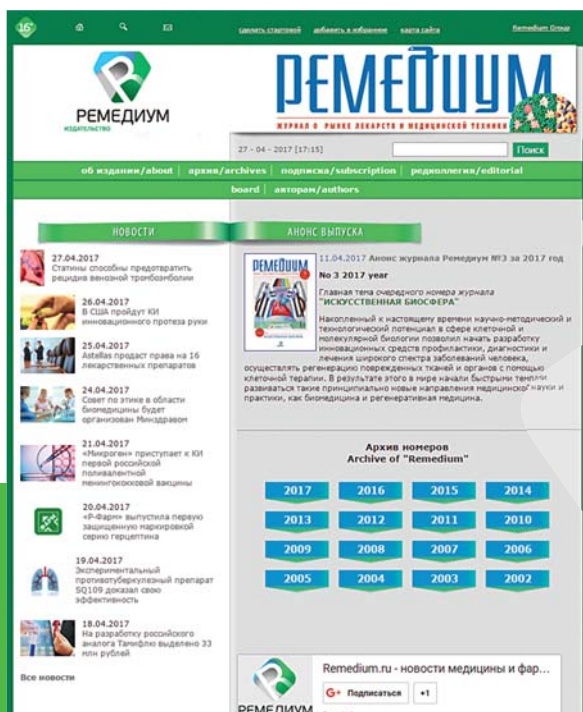 16+
сделать стартовой добавить в избранное карта сайта Remedium Group
РЕМЕДИУМ
ИЗДАТЕЛЬСТВО
РЕМЕДИУМ
ЖУРНАЛ О РЫНКЕ ЛЕКАРСТВ И МЕДИЦИНСКОЙ ТЕХНИКИ
27 - 04 - 2017 [17:15]
Поиск
об издании/about | архив/archives | подписка/subscription | редколлегия/editorial
board | авторам/authors
НОВОСТИ
27.04.2017
Статины способны предотвратить
рецидив венозной тромбоэмболии
26.04.2017
В США пройдут КИ
инновационного протеза руки
25.04.2017
Astellas продаст права на 16
лекарственных препаратов
24.04.2017
Совет по этике в области
биомедицины будет
организован Минздравом
21.04.2017
«Микроген» приступает к КИ
первой российской
поливалентной
менингококковой вакцины
20.04.2017
«Р-Фарм» выпустила первую
защищенную маркировкой
серию герцептина
19.04.2017
Экспериментальный
противотуберкулезный препарат
SQ109 доказал свою
эффективность
18.04.2017
На разработку российского
аналога Тамифлю выделено 33
млн рублей
Все новости
АНОНС ВЫПУСКА
РЕМЕДИУМ
11.04.2017 Анонс журнала Ремедиум №3 за 2017 год
No 3 2017 year
Главная тема очередного номера журнала
"ИСКУССТВЕННАЯ БИОСФЕРА"
Накопленный к настоящему времени научно-методический и
технологический потенциал в сфере клеточной и
молекулярной биологии позволил начать разработку
инновационных средств профилактики, диагностики и
лечения широкого спектра заболеваний человека,
осуществлять регенерацию поврежденных тканей и органов с помощью
клеточной терапии. В результате этого в мире начали быстрыми темпами
развиваться такие принципиально новые направления медицинской науки и
практики, как биомедицина и регенеративная медицина.
Архив номеров
Archive of "Remedium"
2017 2016 2015 2014
2013 2012 2011 2010
2009 2008 2007 2006
2005 2004 2003 2002
РЕМЕДИУМ
Remedium.ru - новости медицины и фар...
G+ Подписаться +1